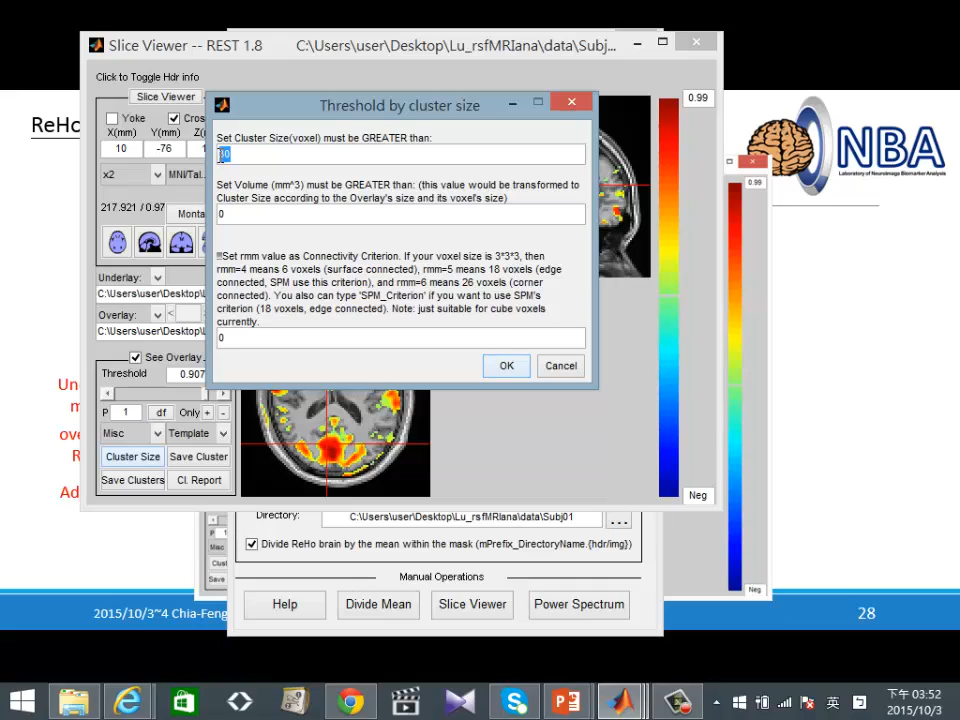 Slice Viewer -- REST 1.8
C:\Users\user\Desktop\Lu_rsfMRIana\data\Subj...
Click to Toggle Hdr info
Slice Viewer
Yoke
Cros
X(mm)
Y(mm)
Z(
10
-76
x2
MNI/Tal...
217.921 / 0.97
Monta
Underlay:
C:\Users\user\Desktop\L
Overlay:
<
C:\Users\user\Desktop\L
See Overlay
Threshold
0.907
P
1
df
Only
+
-
Misc
Template
Cluster Size
Save Cluster
Save Clusters
Cl. Report
Threshold by cluster size
Set Cluster Size(voxel) must be GREATER than:
Set Volume (mm^3) must be GREATER than: (this value would be transformed to
Cluster Size according to the Overlay's size and its voxel's size)
0
!!Set rmm value as Connectivity Criterion. If your voxel size is 3*3*3, then
rmm=4 means 6 voxels (surface connected), rmm=5 means 18 voxels (edge
connected, SPM use this criterion), and rmm=6 means 26 voxels (corner
connected). You also can type 'SPM_Criterion' if you want to use SPM's
criterion (18 voxels, edge connected). Note: just suitable for cube voxels
currently.
0
OK
Cancel
0.99
Neg
0.99
Neg
ReHo
NBA
Laboratory of Neuroimage Biomarker Analysis
Un
m
ove
R
Ad
P
Misc
Clust
Save
Directory:
C:\Users\user\Desktop\Lu_rsfMRIana\data\Subj01
...
Divide ReHo brain by the mean within the mask (mPrefix_DirectoryName.{hdr/img})
Manual Operations
Help
Divide Mean
Slice Viewer
Power Spectrum
2015/10/3~4 Chia-Feng
28
英
下午 03:52
2015/10/3